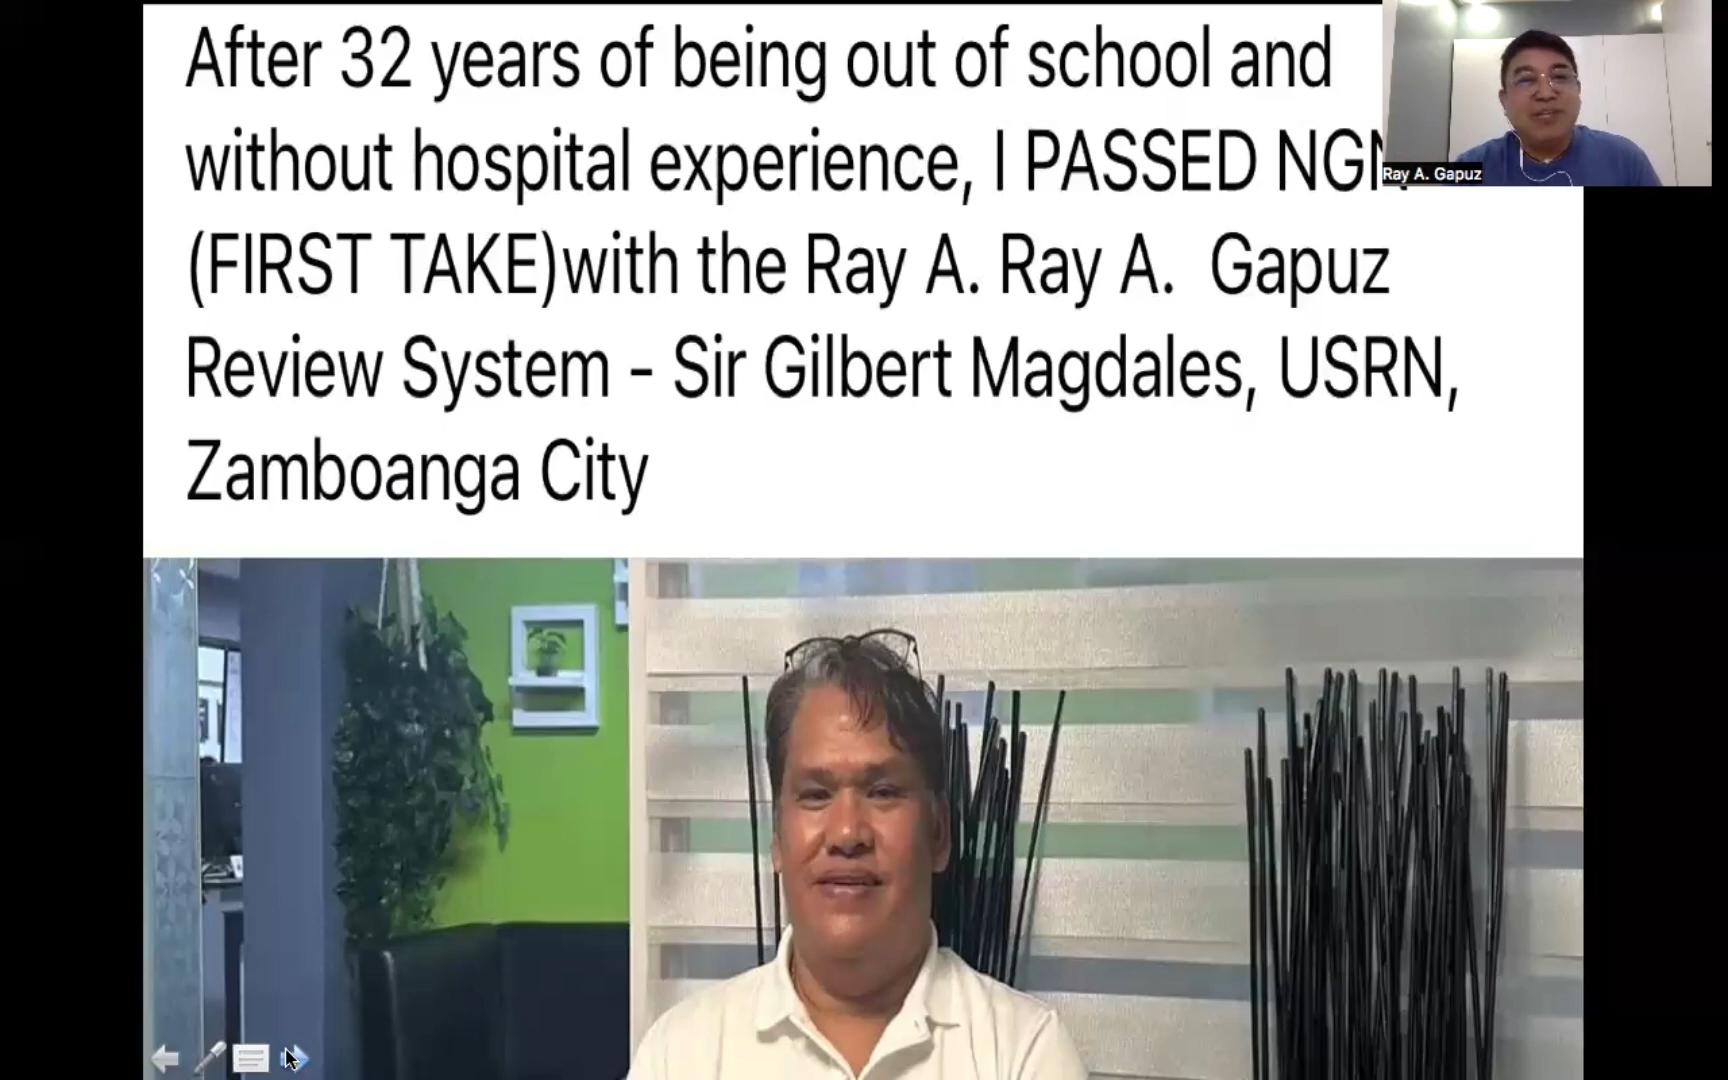 After 32 years of being out of school and
without hospital experience, I PASSED NGN
(FIRST TAKE)with the Ray A. Ray A. Gapuz
Review System - Sir Gilbert Magdales, USRN,
Zamboanga City
Ray A. Gapuz